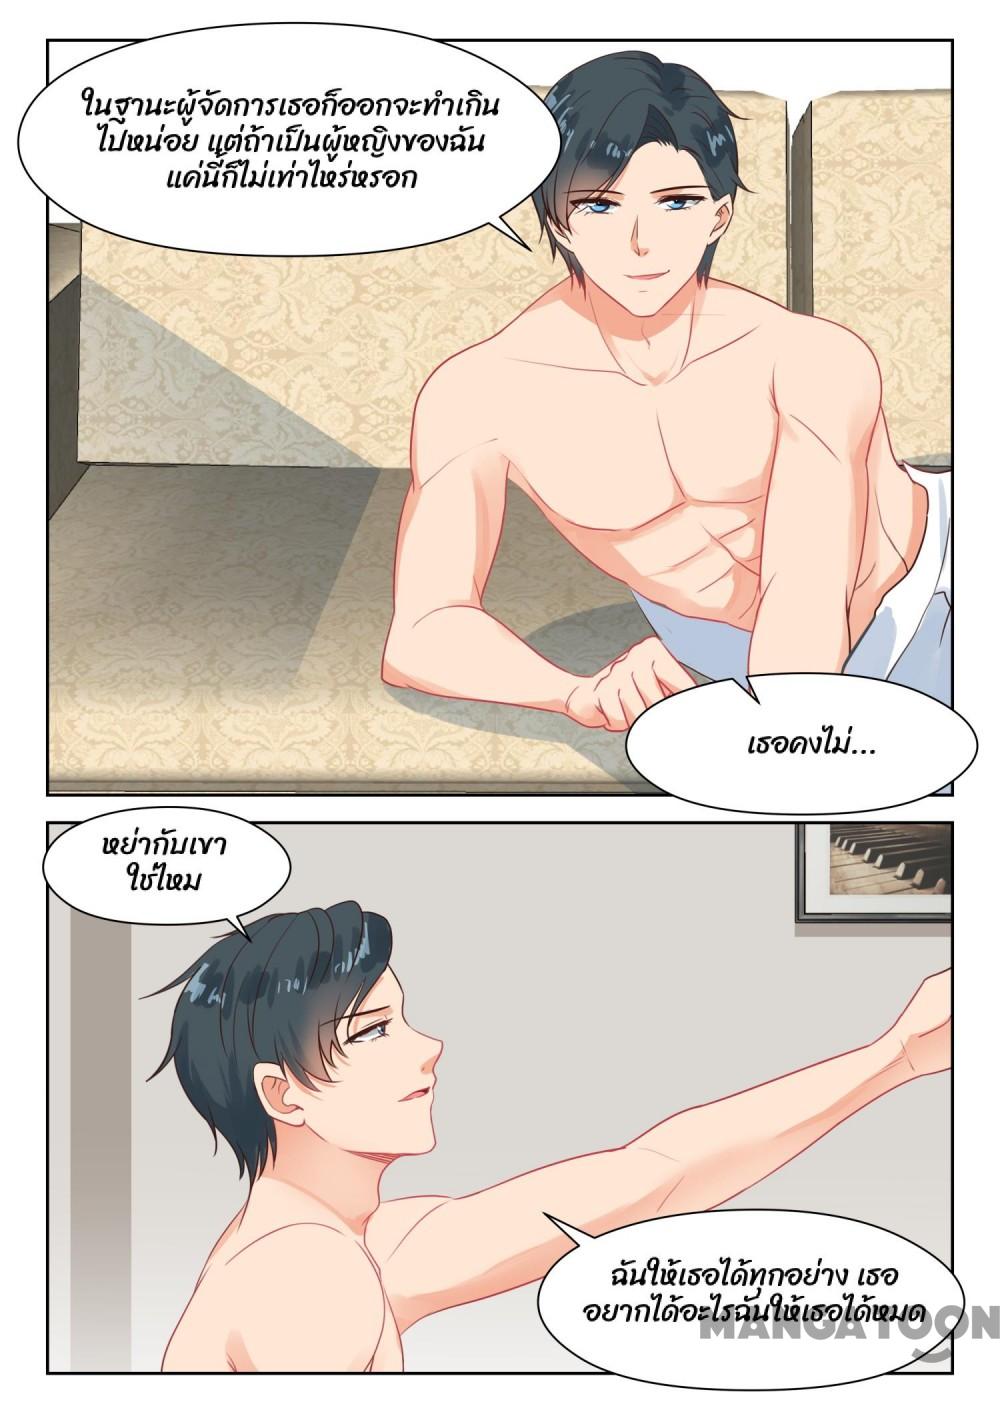 ในฐานะผู้จัดการเธอก็ออกจะทำเกิน
ไปหน่อย แต่ถ้าเป็นผู้หญิงของฉัน
แค่นี้ก็ไม่เท่าไหร่หรอก
เธอคงไม่...
หย่ากับเขา
ใช่ไหม
ฉันให้เธอได้ทุกอย่าง เธอ
อยากได้อะไรฉันให้เธอได้หมด
MANGATOON